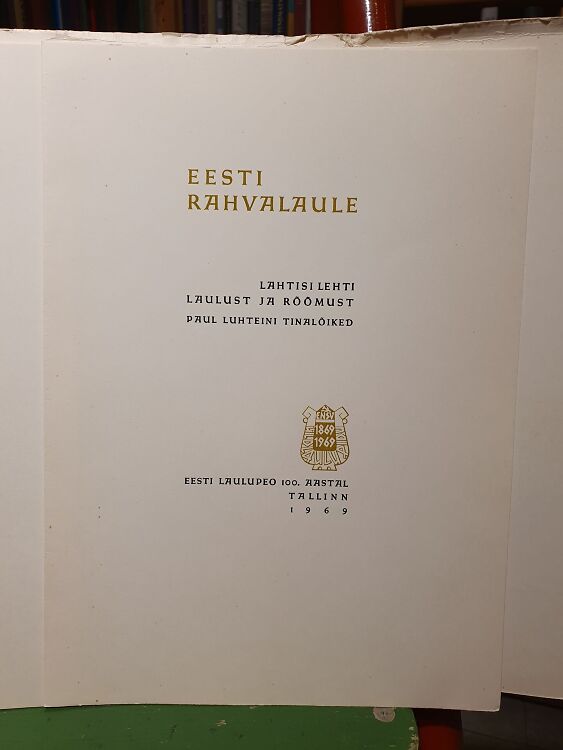 EESTI
RAHVALAULE
LAHTISI LEHTI
LAULUST JA RÕÕMUST
PAUL LUHTEINI TINALÕIKED
ENSV
1869
1969
EESTI LAULUPEO 100. AASTAL
TALLINN
1969